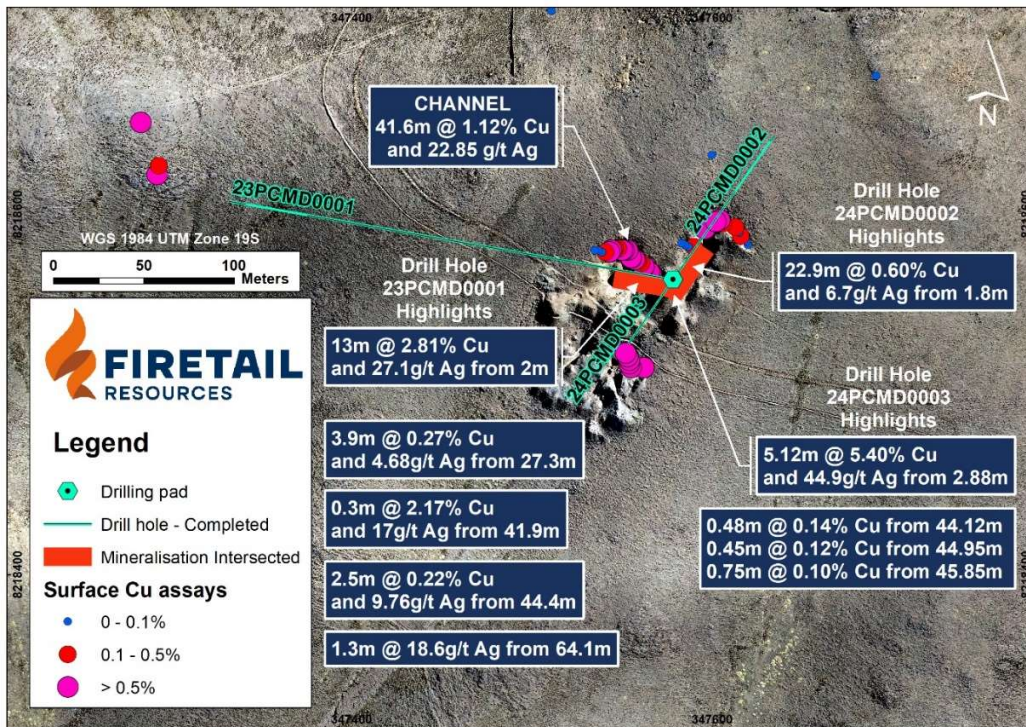 347400
347600
CHANNEL
41.6m @ 1.12% Cu
and 22.85 g/t Ag
N
23PCMD0001
24PCMD0002
8218600
WGS 1984 UTM Zone 19S
0 50 100
Meters
Drill Hole
23PCMD0001
Highlights
13m @ 2.81% Cu
and 27.1g/t Ag from 2m
3.9m @ 0.27% Cu
and 4.68g/t Ag from 27.3m
0.3m @ 2.17% Cu
and 17g/t Ag from 41.9m
2.5m @ 0.22% Cu
and 9.76g/t Ag from 44.4m
1.3m @ 18.6g/t Ag from 64.1m
24PCMD0003
Drill Hole
24PCMD0002
Highlights
22.9m @ 0.60% Cu
and 6.7g/t Ag from 1.8m
Drill Hole
24PCMD0003
Highlights
5.12m @ 5.40% Cu
and 44.9g/t Ag from 2.88m
0.48m @ 0.14% Cu from 44.12m
0.45m @ 0.12% Cu from 44.95m
0.75m @ 0.10% Cu from 45.85m
FIRETAIL
RESOURCES
Legend
Drilling pad
Drill hole - Completed
Mineralisation Intersected
Surface Cu assays
0 - 0.1%
0.1 - 0.5%
> 0.5%
8218400
347400
347600